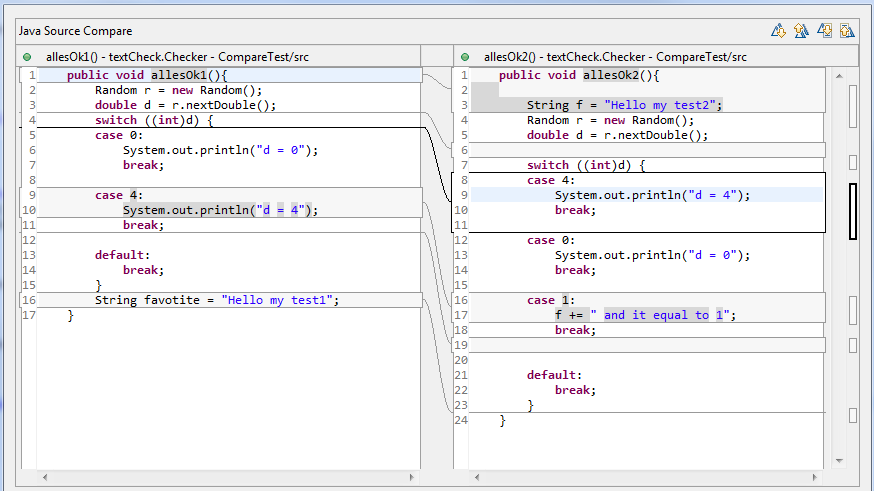 Java Source Compare
allesOk1() - textCheck.Checker - CompareTest/src
1 public void allesOk1(){
2 Random r = new Random();
3 double d = r.nextDouble();
4 switch ((int)d) {
5 case 0:
6 System.out.println("d = 0");
7 break;
8
9 case 4:
10 System.out.println("d = 4");
11 break;
12
13 default:
14 break;
15 }
16 String favotite = "Hello my test1";
17 }
allesOk2() - textCheck.Checker - CompareTest/src
1 public void allesOk2(){
2
3 String f = "Hello my test2";
4 Random r = new Random();
5 double d = r.nextDouble();
6
7 switch ((int)d) {
8 case 4:
9 System.out.println("d = 4");
10 break;
11
12 case 0:
13 System.out.println("d = 0");
14 break;
15
16 case 1:
17 f += " and it equal to 1";
18 break;
19
20
21 default:
22 break;
23 }
24 }